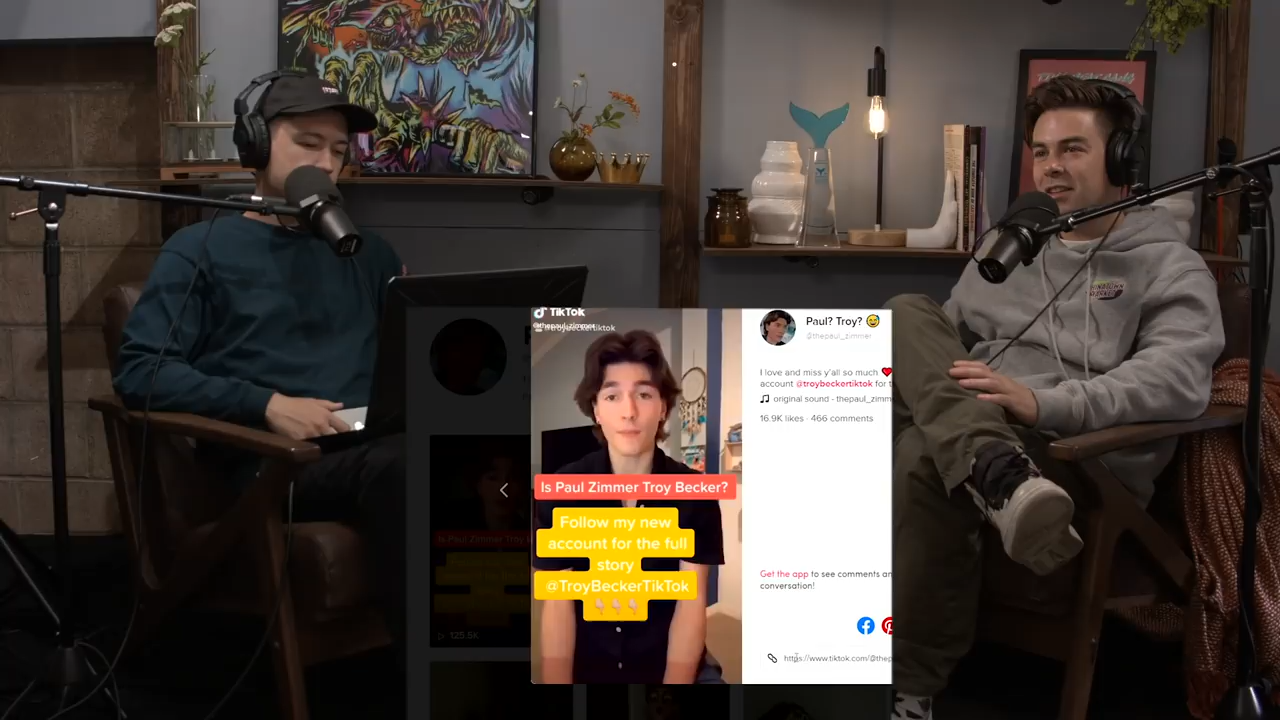 TikTok
@troybeckertiktok
Is Paul Zimmer Troy Becker?
Follow my new
account for the full
story
@TroyBeckerTikTok
Paul? Troy? 😅
@thepaul_zimmer
I love and miss y'all so much ❤
account @troybeckertiktok for t
original sound - thepaul_zimm
16.9K likes · 466 comments
Get the app to see comments an
conversation!
https://www.tiktok.com/@thep
125.5K